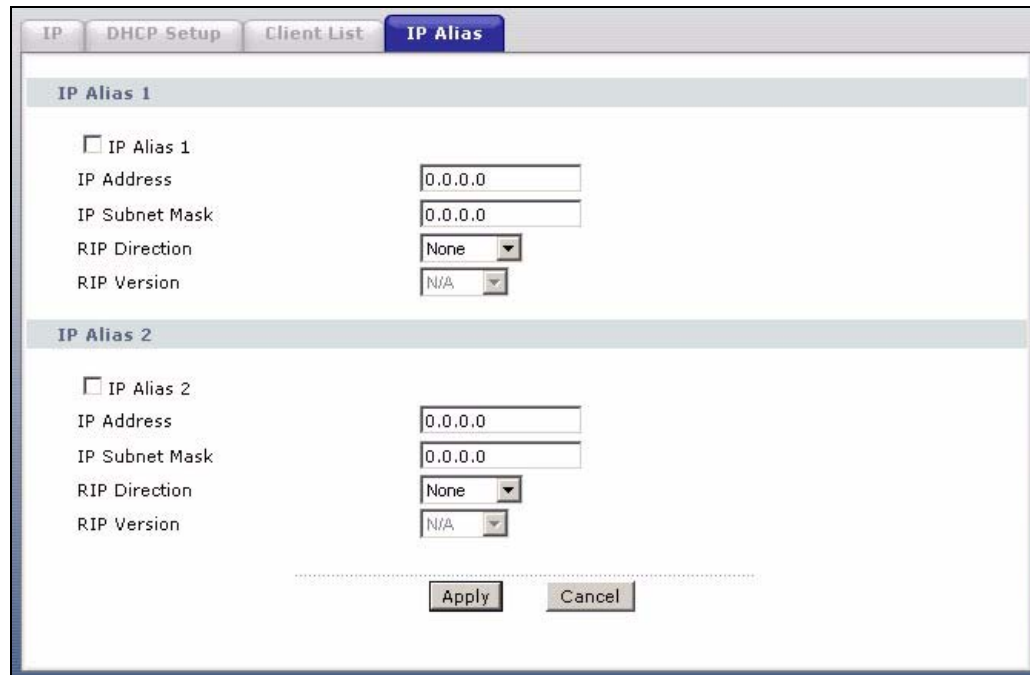 IP DHCP Setup Client List IP Alias
IP Alias 1
IP Alias 1
IP Address 0.0.0.0
IP Subnet Mask 0.0.0.0
RIP Direction None
RIP Version N/A
IP Alias 2
IP Alias 2
IP Address 0.0.0.0
IP Subnet Mask 0.0.0.0
RIP Direction None
RIP Version N/A
Apply Cancel